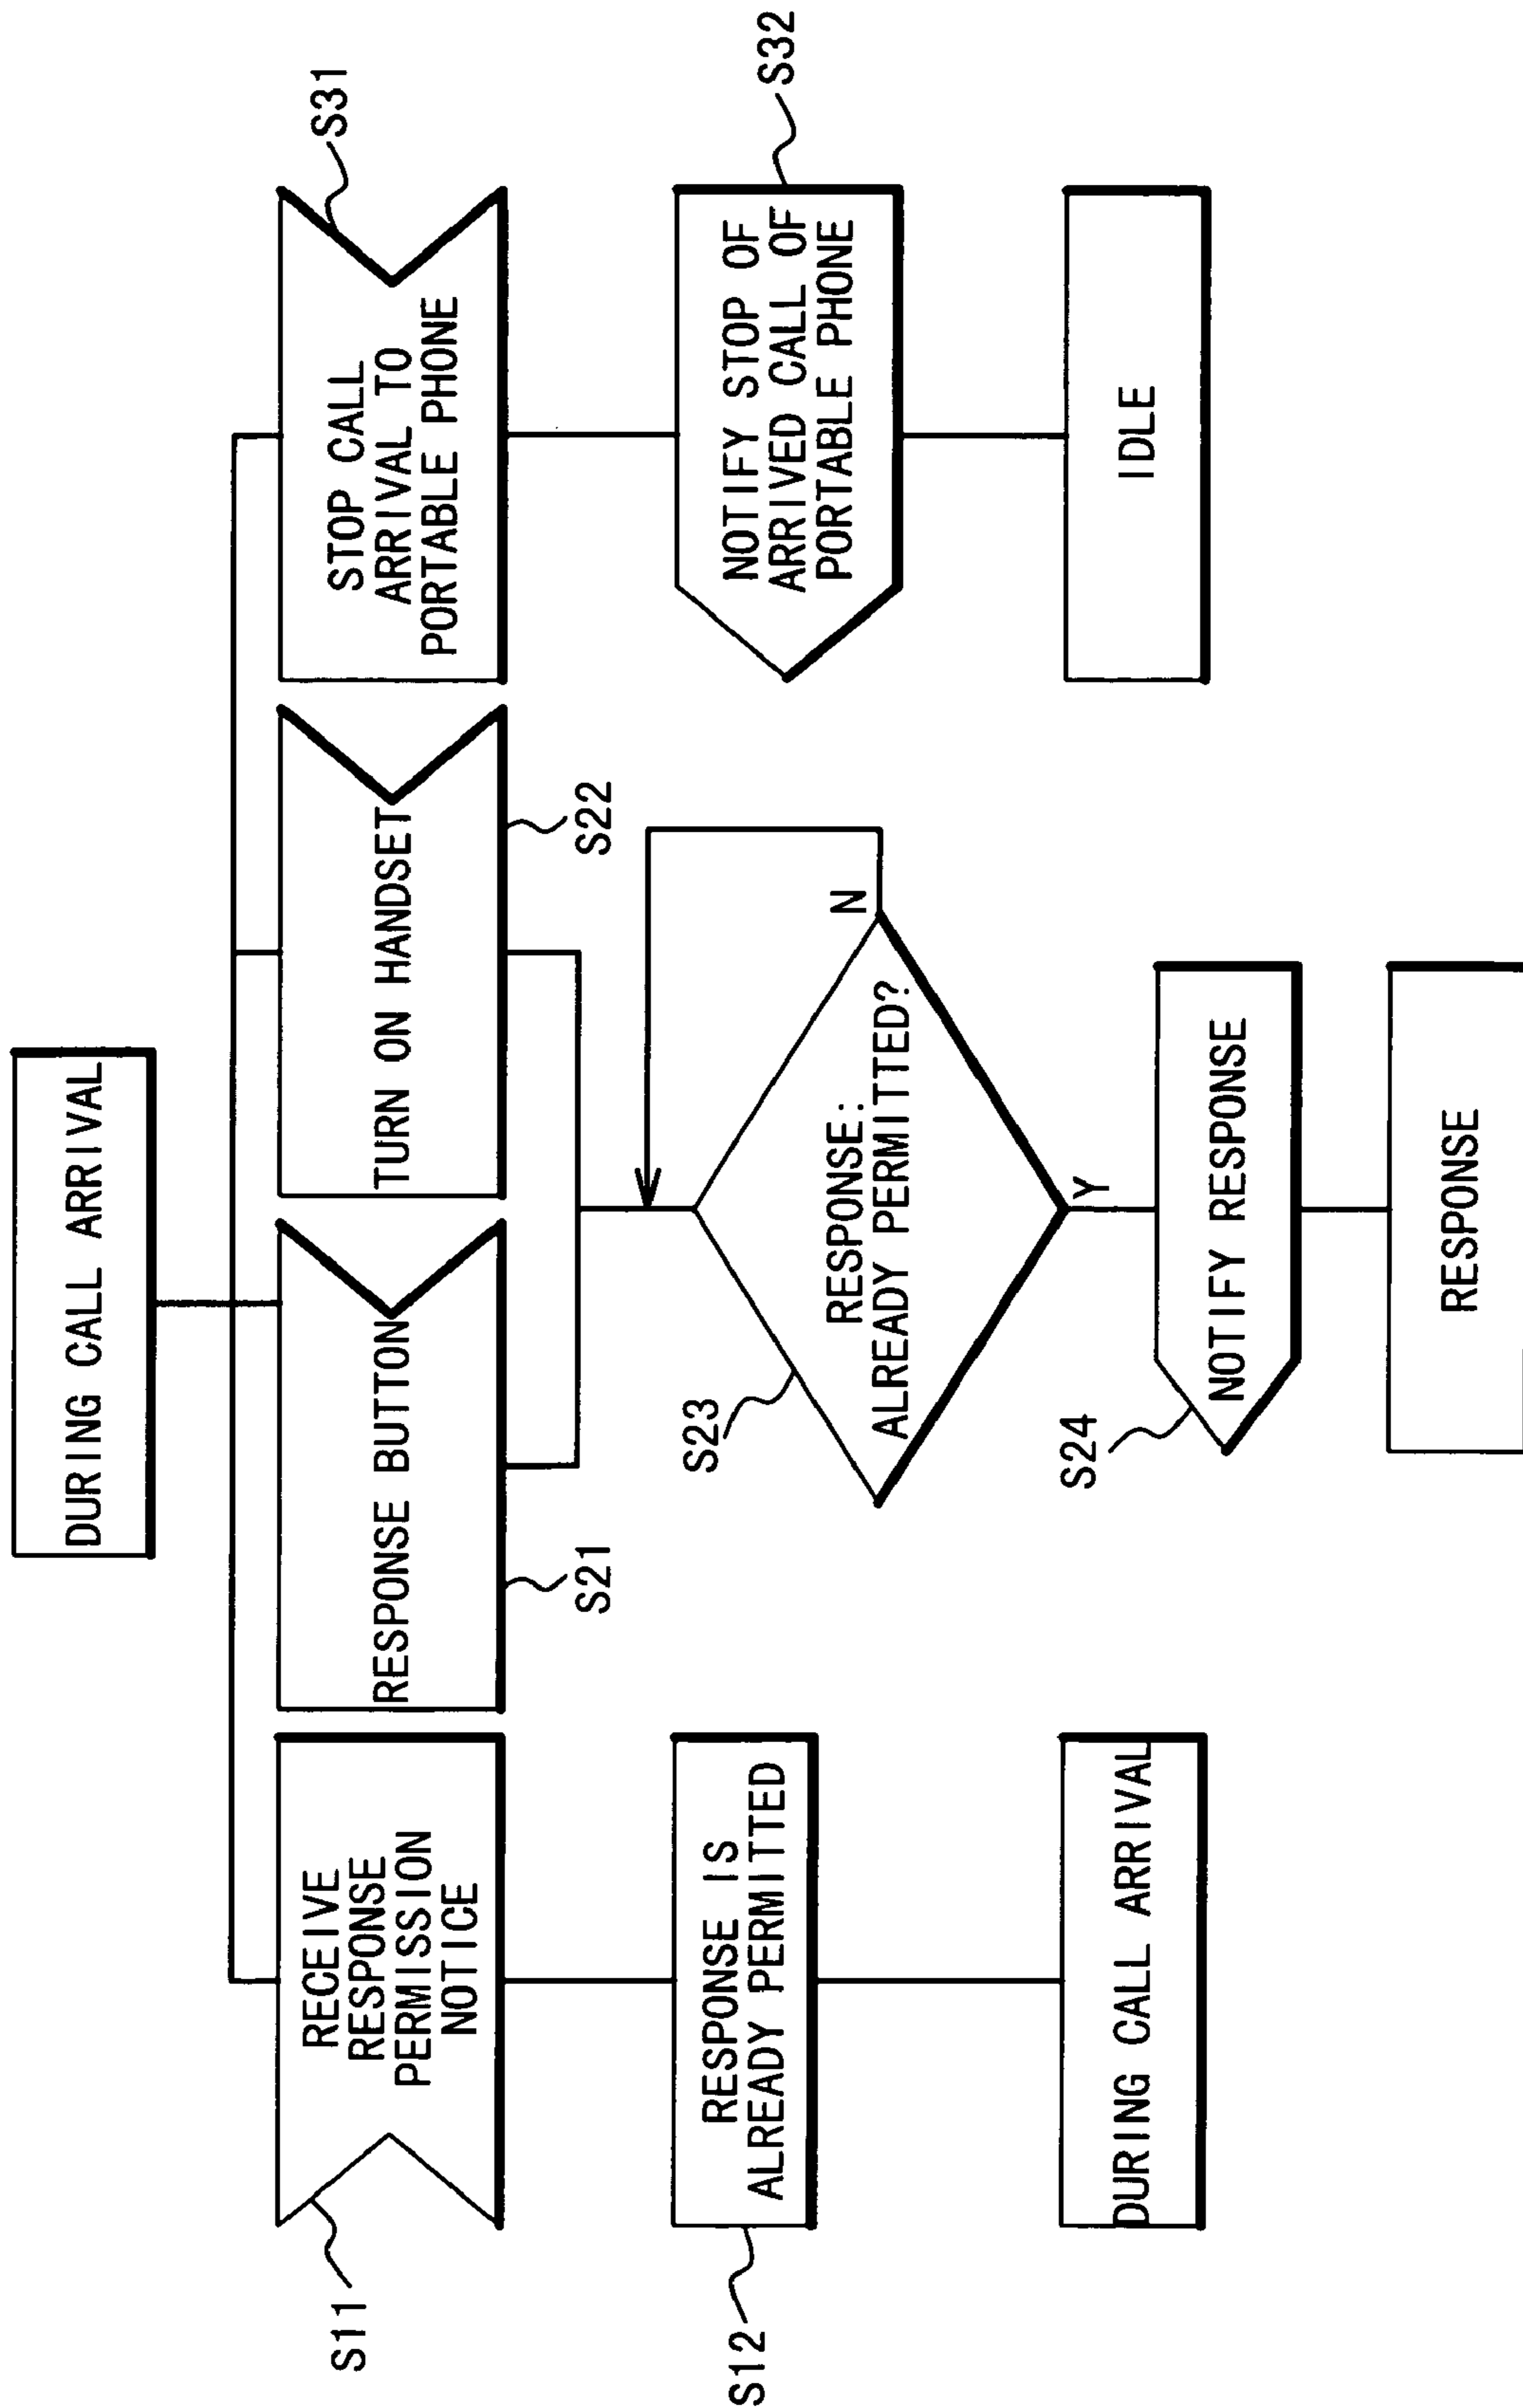 DURING CALL ARRIVAL
S11
RECEIVE
RESPONSE
PERMISSION
NOTICE
RESPONSE BUTTON
S21
TURN ON HANDSET
S22
STOP CALL
ARRIVAL TO
PORTABLE PHONE
S31
S12
RESPONSE IS
ALREADY PERMITTED
DURING CALL ARRIVAL
S23
RESPONSE:
ALREADY PERMITTED?
N
Y
S24
NOTIFY RESPONSE
RESPONSE
NOTIFY STOP OF
ARRIVED CALL OF
PORTABLE PHONE
S32
IDLE